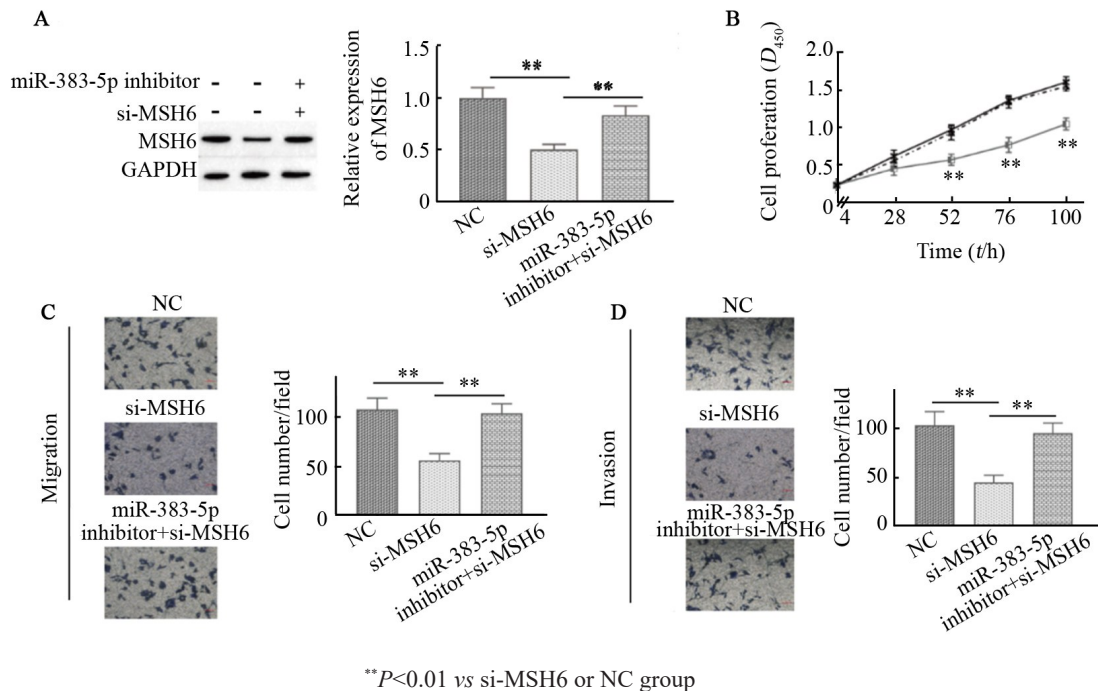 A
miR-383-5p inhibitor - - +
si-MSH6 - - +
MSH6
GAPDH
Relative expression
of MSH6
1.5
1.0
0.5
0
**
**
NC
si-MSH6
miR-383-5p
inhibitor+si-MSH6
B
Cell proferation (D450)
2.0
1.5
1.0
0.5
0
** ** **
4 28 52 76 100
Time (t/h)
C
Migration
NC
si-MSH6
miR-383-5p
inhibitor+si-MSH6
Cell number/field
100
50
0
** **
NC
si-MSH6
miR-383-5p
inhibitor+si-MSH6
D
Invasion
NC
si-MSH6
miR-383-5p
inhibitor+si-MSH6
Cell number/field
100
50
0
** **
NC
si-MSH6
miR-383-5p
inhibitor+si-MSH6
**P<0.01 vs si-MSH6 or NC group